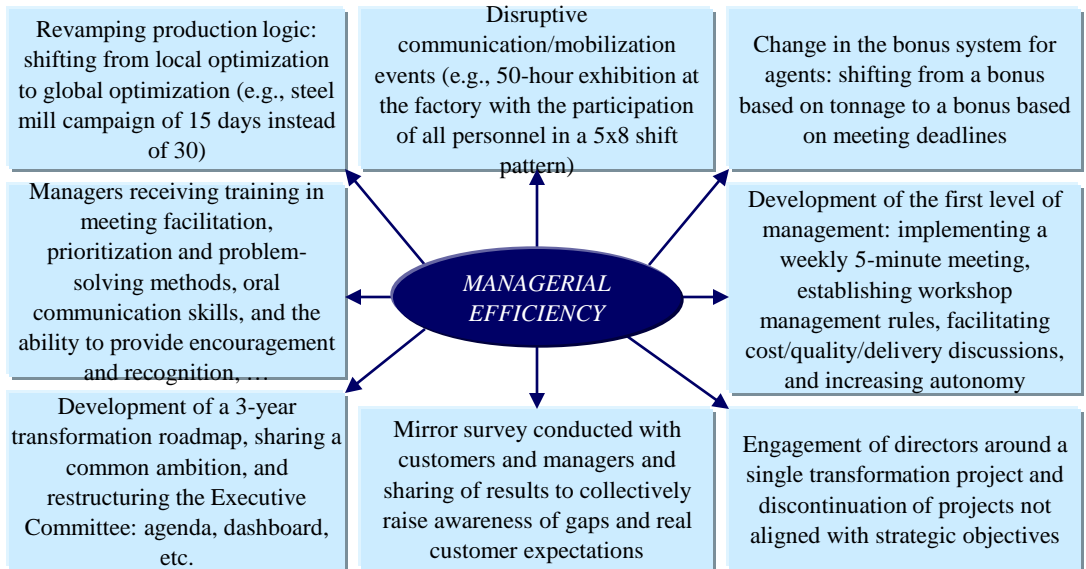 Revamping production logic:
shifting from local optimization
to global optimization (e.g., steel
mill campaign of 15 days instead
of 30)
Disruptive
communication/mobilization
events (e.g., 50-hour exhibition at
the factory with the participation
of all personnel in a 5x8 shift
pattern)
Change in the bonus system for
agents: shifting from a bonus
based on tonnage to a bonus based
on meeting deadlines
Managers receiving training in
meeting facilitation,
prioritization and problem-
solving methods, oral
communication skills, and the
ability to provide encouragement
and recognition, …
MANAGERIAL
EFFICIENCY
Development of the first level of
management: implementing a
weekly 5-minute meeting,
establishing workshop
management rules, facilitating
cost/quality/delivery discussions,
and increasing autonomy
Development of a 3-year
transformation roadmap, sharing a
common ambition, and
restructuring the Executive
Committee: agenda, dashboard,
etc.
Mirror survey conducted with
customers and managers and
sharing of results to collectively
raise awareness of gaps and real
customer expectations
Engagement of directors around a
single transformation project and
discontinuation of projects not
aligned with strategic objectives